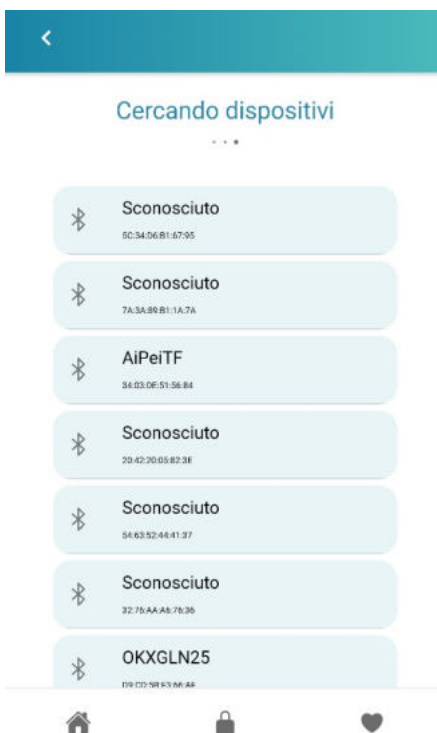 Cercando dispositivi
Sconosciuto
5C:34:D6:B1:67:95
Sconosciuto
7A:3A:89:B1:1A:7A
AiPeiTF
34:03:DE:51:56:84
Sconosciuto
20:42:20:05:82:3E
Sconosciuto
54:63:52:44:41:37
Sconosciuto
32:76:AA:A6:76:36
OKXGLN25